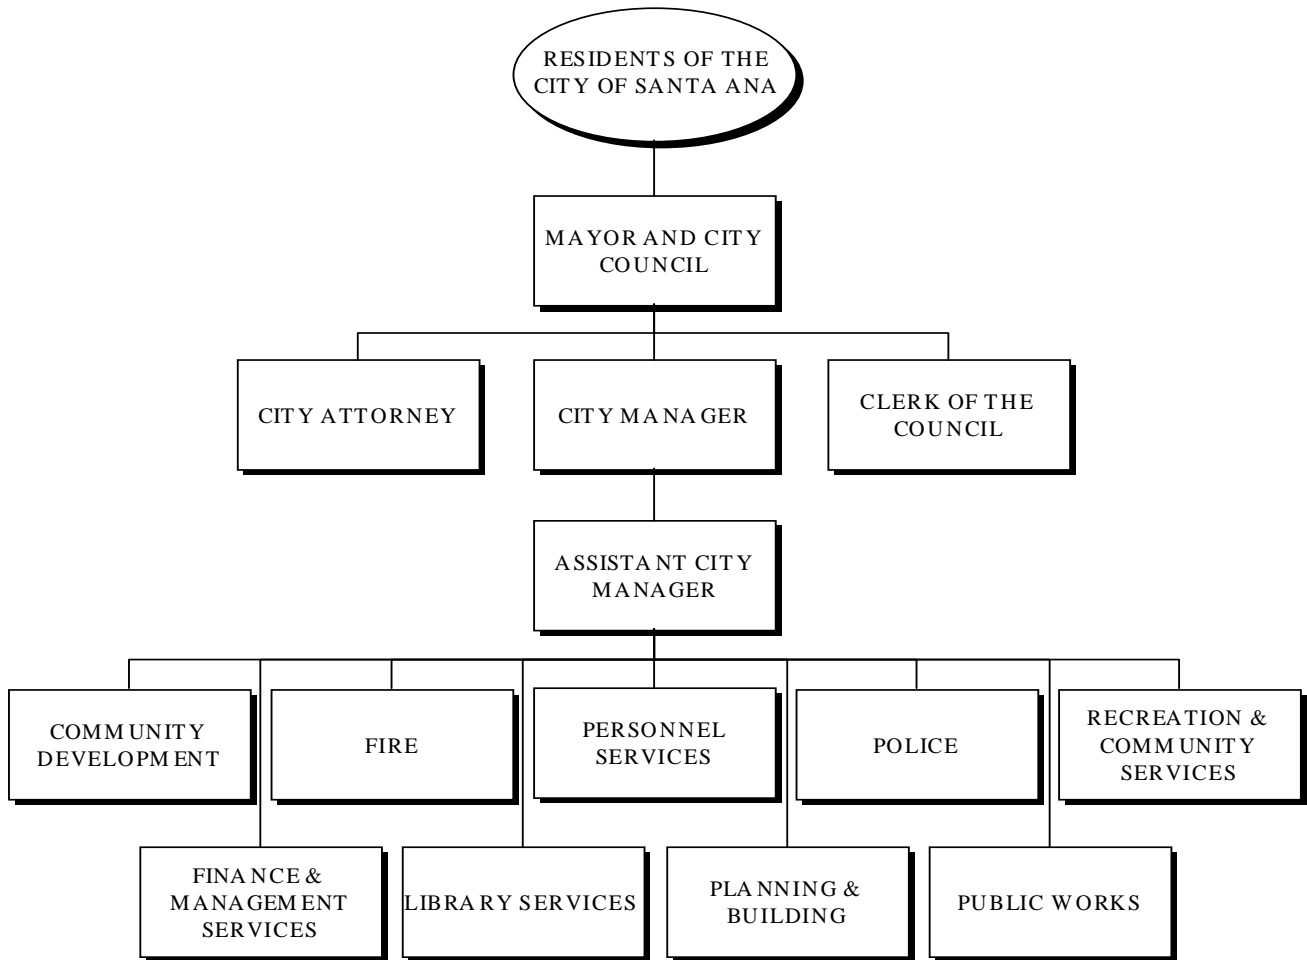 RESIDENTS OF THE
CITY OF SANTA ANA
MAYOR AND CITY
COUNCIL
CITY ATTORNEY
CITY MANAGER
CLERK OF THE
COUNCIL
ASSISTANT CITY
MANAGER
COMMUNITY
DEVELOPMENT
FIRE
PERSONNEL
SERVICES
POLICE
RECREATION &
COMMUNITY
SERVICES
FINANCE &
MANAGEMENT
SERVICES
LIBRARY SERVICES
PLANNING &
BUILDING
PUBLIC WORKS